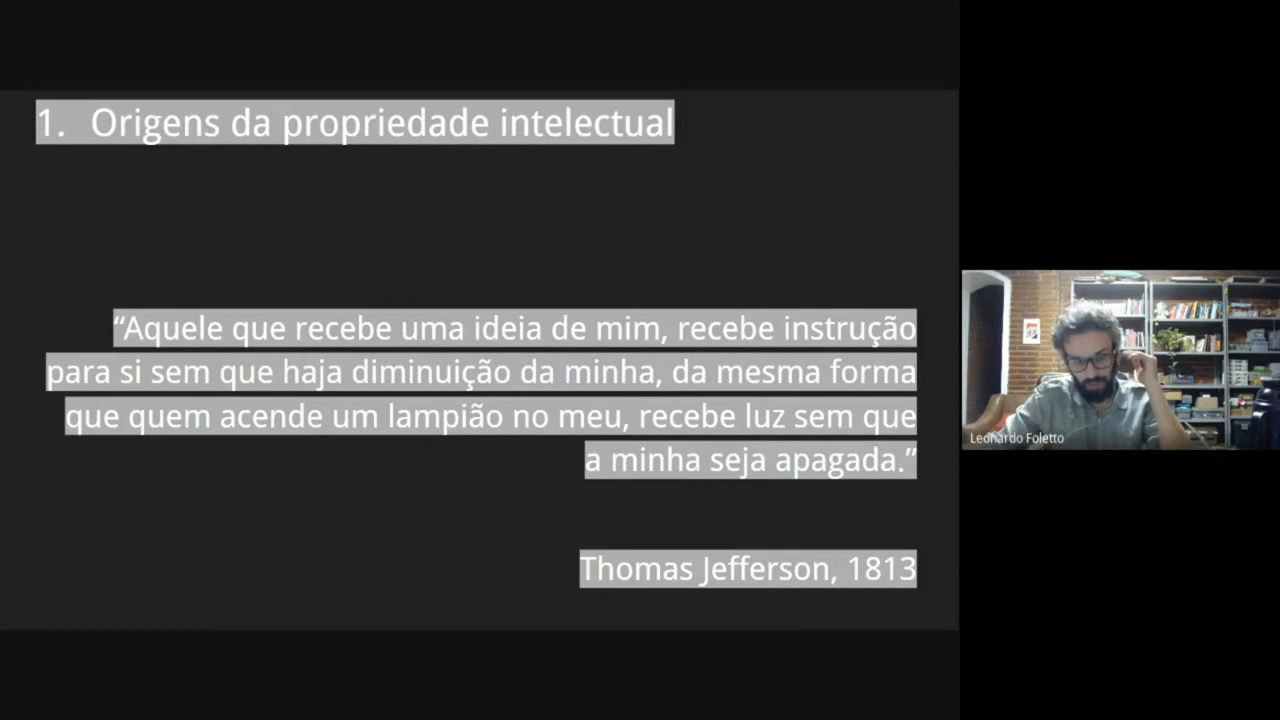 1. Origens da propriedade intelectual
“Aquele que recebe uma ideia de mim, recebe instrução
para si sem que haja diminuição da minha, da mesma forma
que quem acende um lampião no meu, recebe luz sem que
a minha seja apagada.”
Thomas Jefferson, 1813
Leonardo Foletto